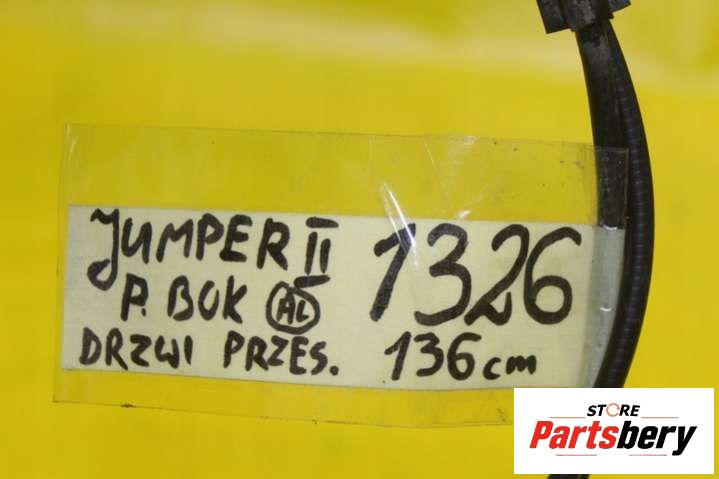 JUMPER II 1326
P. BOK AL
DRZWI PRZES. 136 cm
STORE
Partsbery